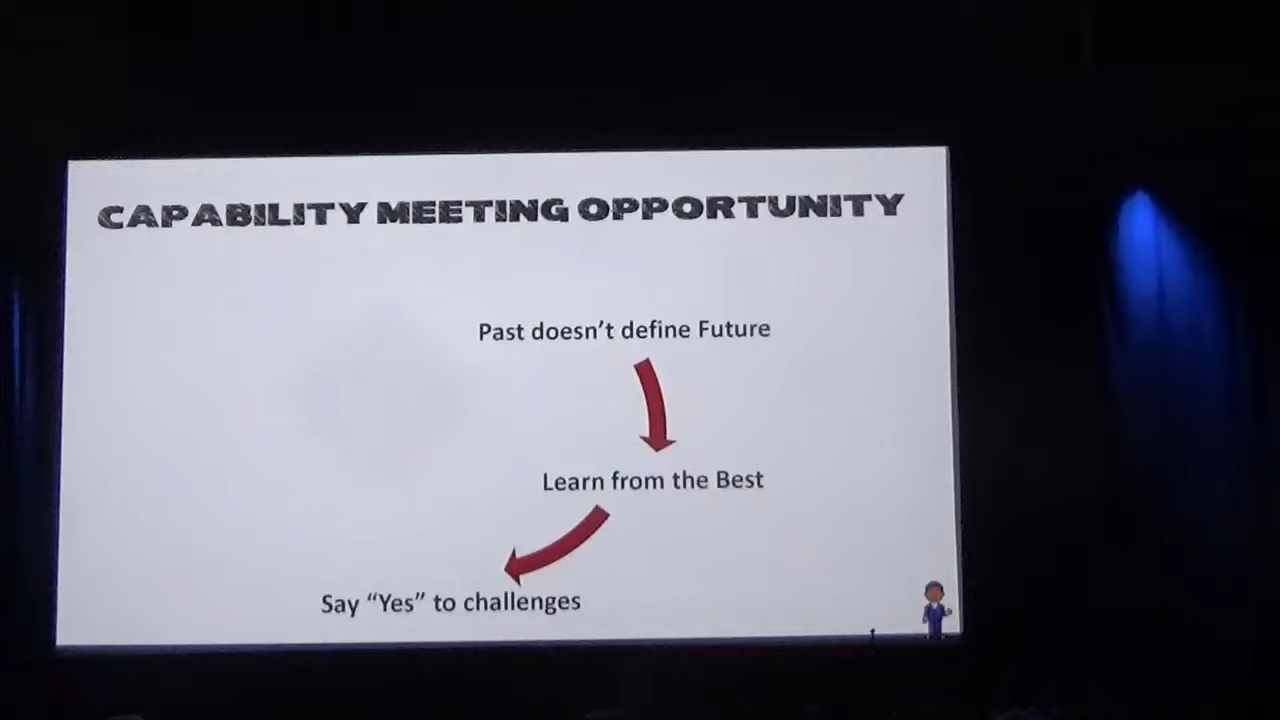 CAPABILITY MEETING OPPORTUNITY
Past doesn’t define Future
Learn from the Best
Say “Yes” to challenges